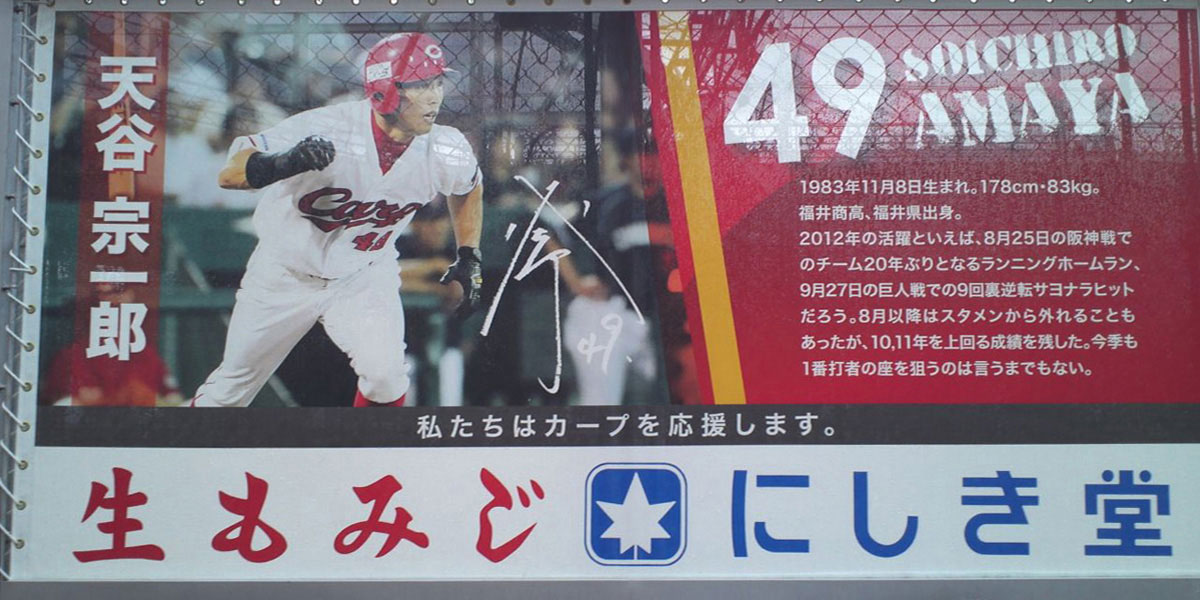 天谷 宗一郎
49
SOICHIRO
AMAYA
1983年11月8日生まれ。178cm・83kg。
福井商高、福井県出身。
2012年の活躍といえば、8月25日の阪神戦で
のチーム20年ぶりとなるランニングホームラン、
9月27日の巨人戦での9回裏逆転サヨナラヒット
だろう。8月以降はスタメンから外れることも
あったが、10,11年を上回る成績を残した。今季も
1番打者の座を狙うのは言うまでもない。
C
Carp
49.
私たちはカープを応援します。
生もみじ にしき堂